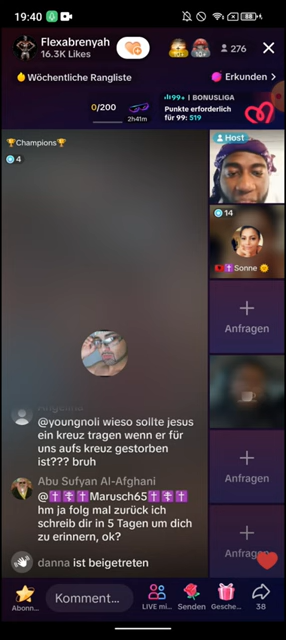 19:40
Flexabrenyah
16.3K Likes
276
Wöchentliche Rangliste
Erkunden >
0/200
2h41m
99+ | BONUSLIGA
Punkte erforderlich
für 99: 519
🏆Champions🏆
4
Host
14
🇦🇱✝️ Sonne 🌞
+
Anfragen
+
Anfragen
+
Anfragen
@youngnoli wieso sollte jesus
ein kreuz tragen wenn er für
uns aufs kreuz gestorben
ist??? bruh
Abu Sufyan Al-Afghani
@✝️☦️✝️Marusch65✝️☦️✝️
hm ja folg mal zurück ich
schreib dir in 5 Tagen um dich
zu erinnern, ok?
danna ist beigetreten
Abonn...
Kommentar...
LIVE mi...
Senden
Gesche...
38